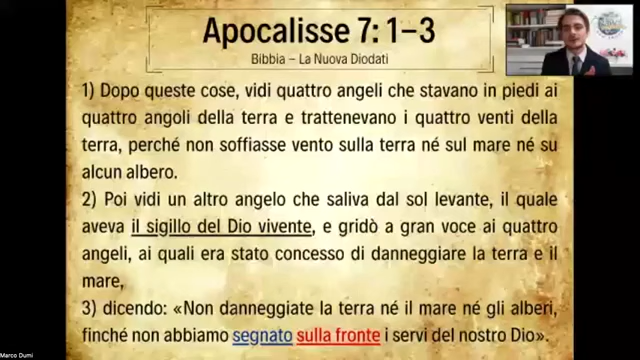 Apocalisse 7: 1–3
Bibbia – La Nuova Diodati
1) Dopo queste cose, vidi quattro angeli che stavano in piedi ai
quattro angoli della terra e trattenevano i quattro venti della
terra, perché non soffiasse vento sulla terra né sul mare né su
alcun albero.
2) Poi vidi un altro angelo che saliva dal sol levante, il quale
aveva il sigillo del Dio vivente, e gridò a gran voce ai quattro
angeli, ai quali era stato concesso di danneggiare la terra e il
mare,
3) dicendo: «Non danneggiate la terra né il mare né gli alberi,
finché non abbiamo segnato sulla fronte i servi del nostro Dio».
Marco Dumi